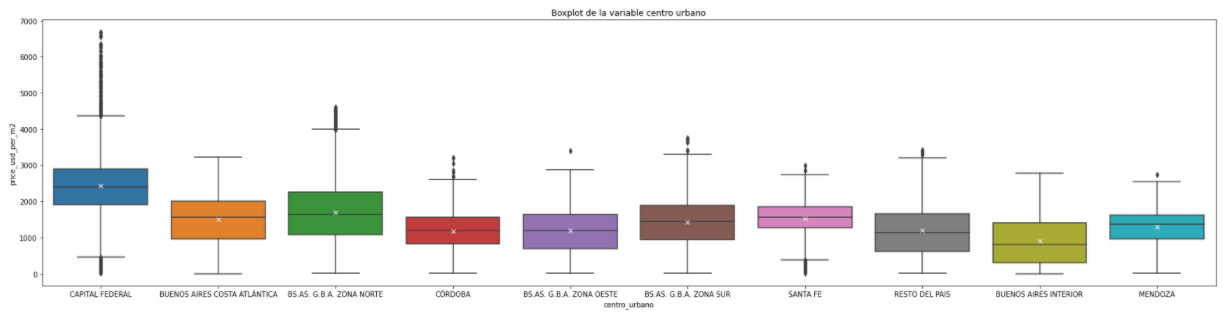 Boxplot de la variable centro urbano
7000
6000
5000
4000
3000
2000
1000
0
price_usd_per_m2
CAPITAL FEDERAL BUENOS AIRES COSTA ATLÁNTICA BS.AS. G.B.A. ZONA NORTE CÓRDOBA BS.AS. G.B.A. ZONA OESTE BS.AS. G.B.A. ZONA SUR SANTA FE RESTO DEL PAIS BUENOS AIRES INTERIOR MENDOZA
centro_urbano